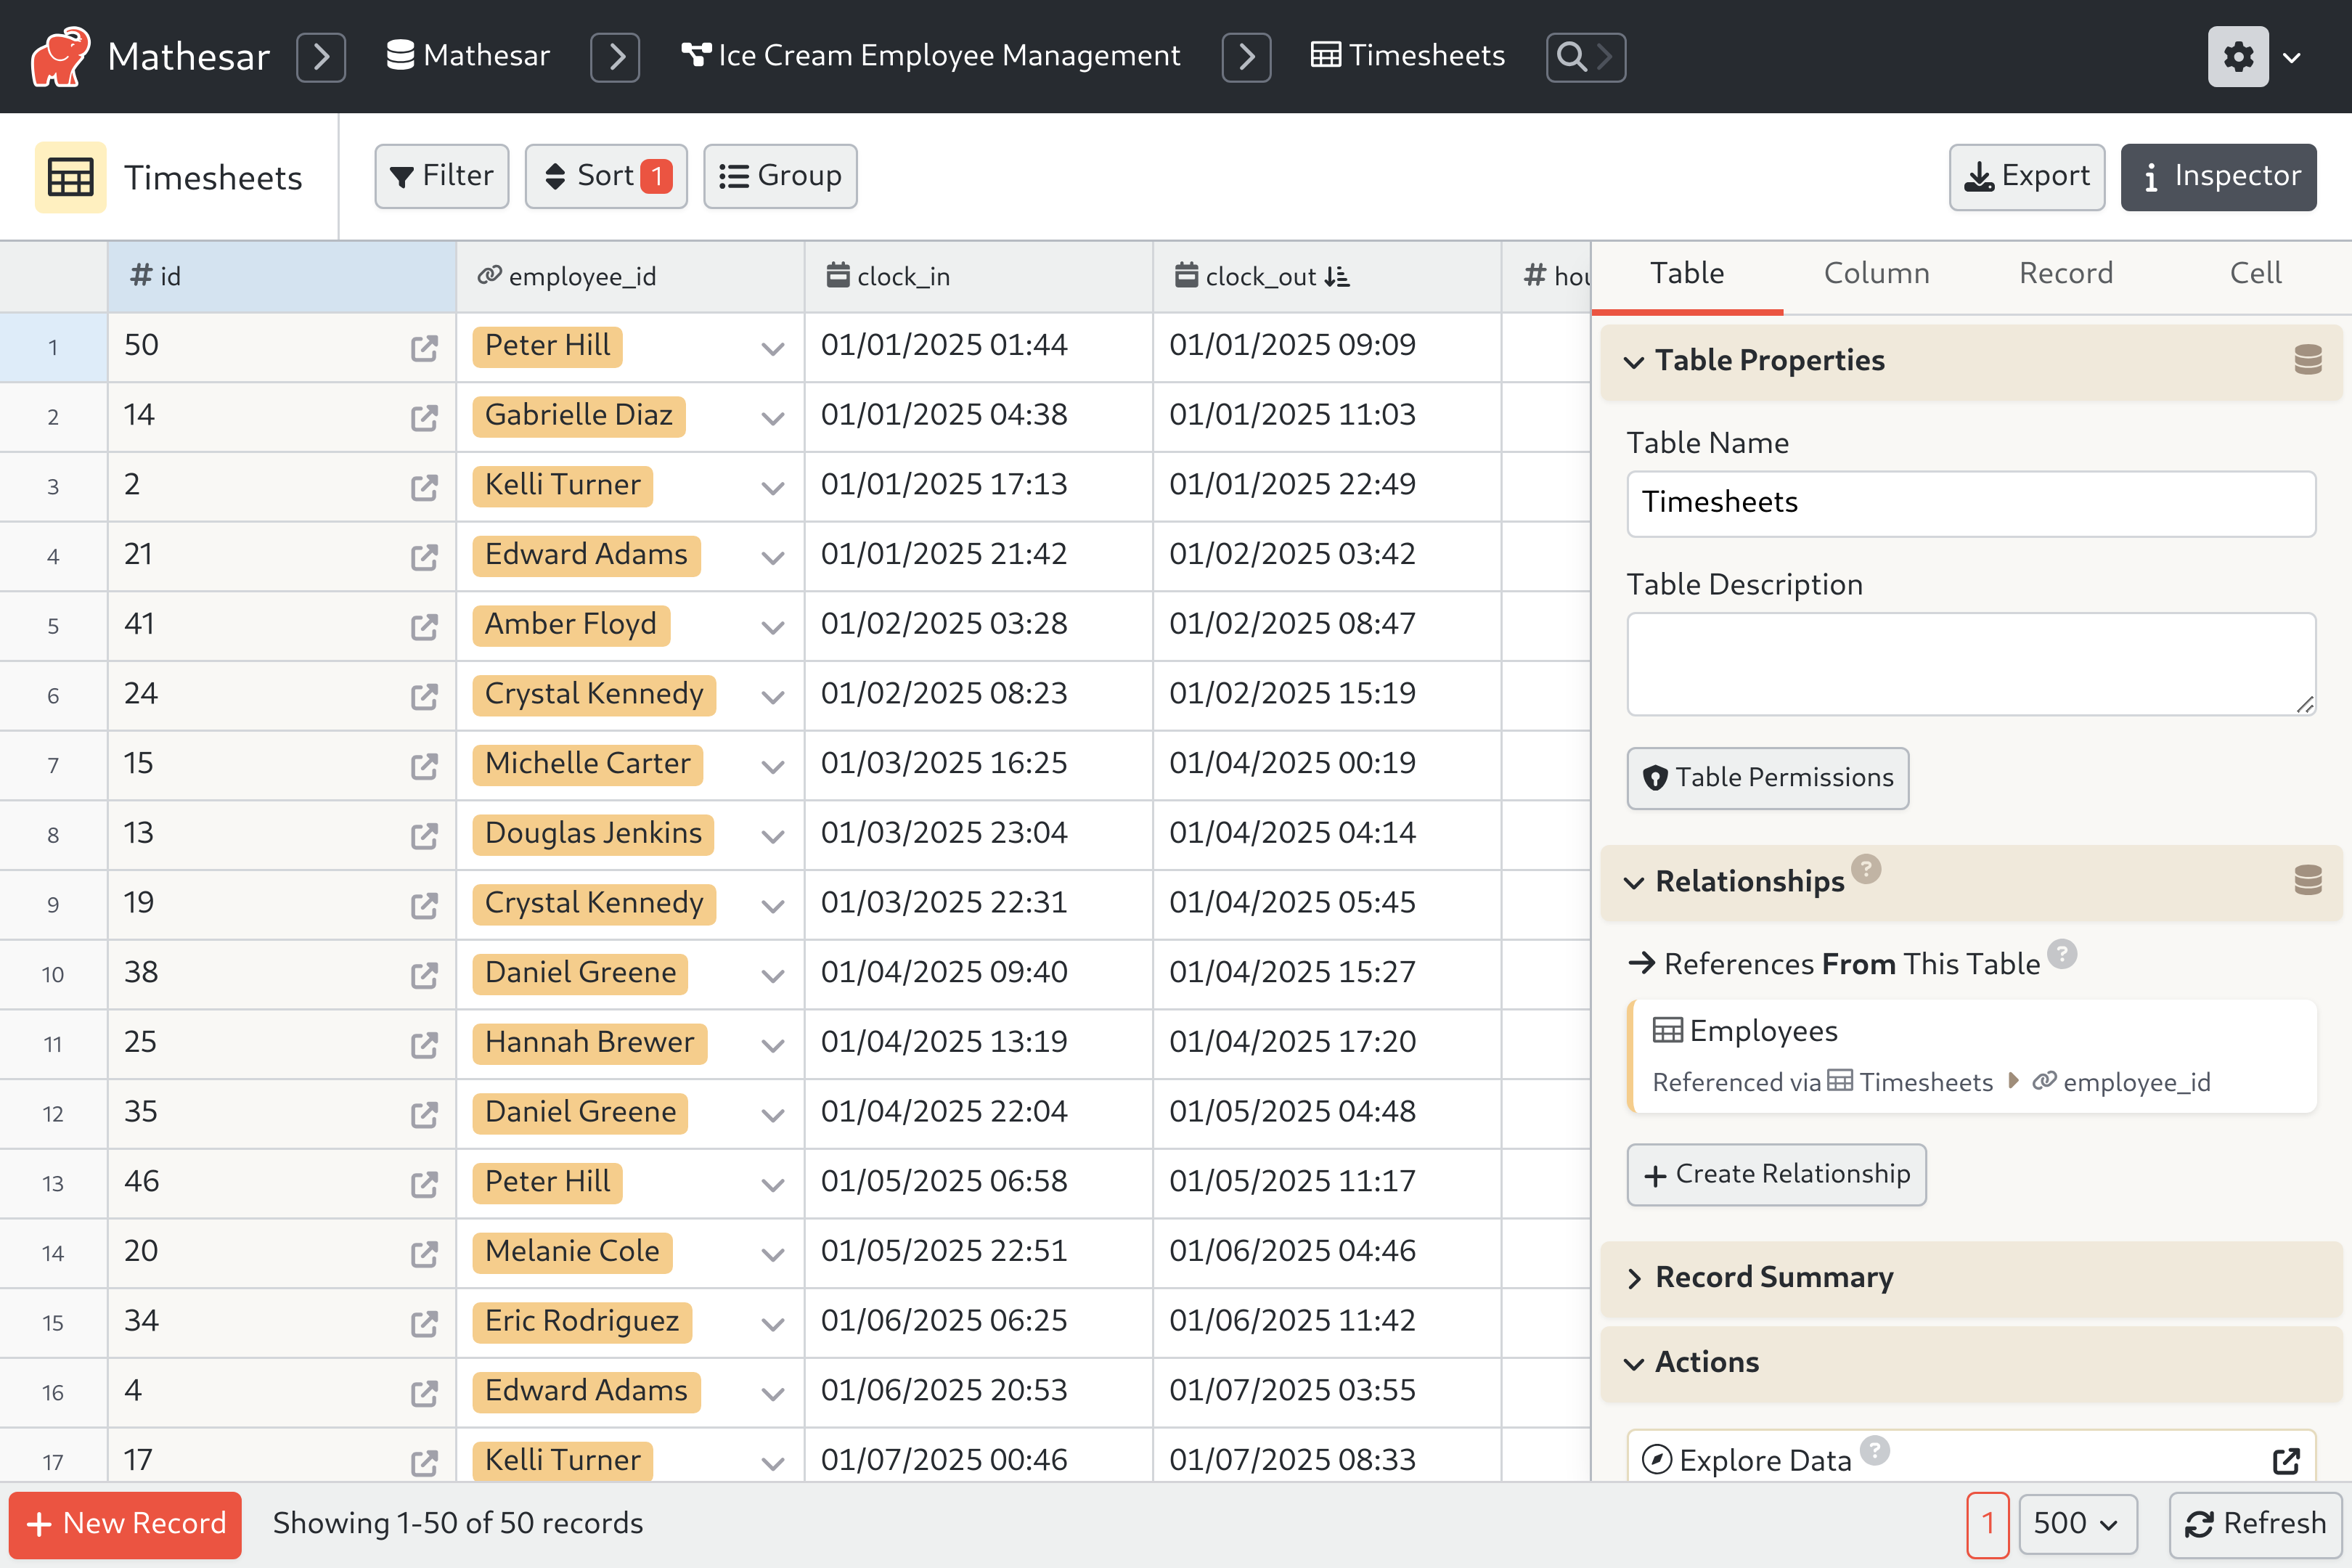 Mathesar Mathesar Ice Cream Employee Management Timesheets
Timesheets Filter Sort 1 Group Export Inspector
id employee_id clock_in clock_out hou
1 50 Peter Hill 01/01/2025 01:44 01/01/2025 09:09
2 14 Gabrielle Diaz 01/01/2025 04:38 01/01/2025 11:03
3 2 Kelli Turner 01/01/2025 17:13 01/01/2025 22:49
4 21 Edward Adams 01/01/2025 21:42 01/02/2025 03:42
5 41 Amber Floyd 01/02/2025 03:28 01/02/2025 08:47
6 24 Crystal Kennedy 01/02/2025 08:23 01/02/2025 15:19
7 15 Michelle Carter 01/03/2025 16:25 01/04/2025 00:19
8 13 Douglas Jenkins 01/03/2025 23:04 01/04/2025 04:14
9 19 Crystal Kennedy 01/03/2025 22:31 01/04/2025 05:45
10 38 Daniel Greene 01/04/2025 09:40 01/04/2025 15:27
11 25 Hannah Brewer 01/04/2025 13:19 01/04/2025 17:20
12 35 Daniel Greene 01/04/2025 22:04 01/05/2025 04:48
13 46 Peter Hill 01/05/2025 06:58 01/05/2025 11:17
14 20 Melanie Cole 01/05/2025 22:51 01/06/2025 04:46
15 34 Eric Rodriguez 01/06/2025 06:25 01/06/2025 11:42
16 4 Edward Adams 01/06/2025 20:53 01/07/2025 03:55
17 17 Kelli Turner 01/07/2025 00:46 01/07/2025 08:33
Table Column Record Cell
Table Properties
Table Name
Timesheets
Table Description
Table Permissions
Relationships ?
References From This Table ?
Employees
Referenced via Timesheets employee_id
+ Create Relationship
Record Summary
Actions
Explore Data ?
+ New Record Showing 1-50 of 50 records 1 500 Refresh